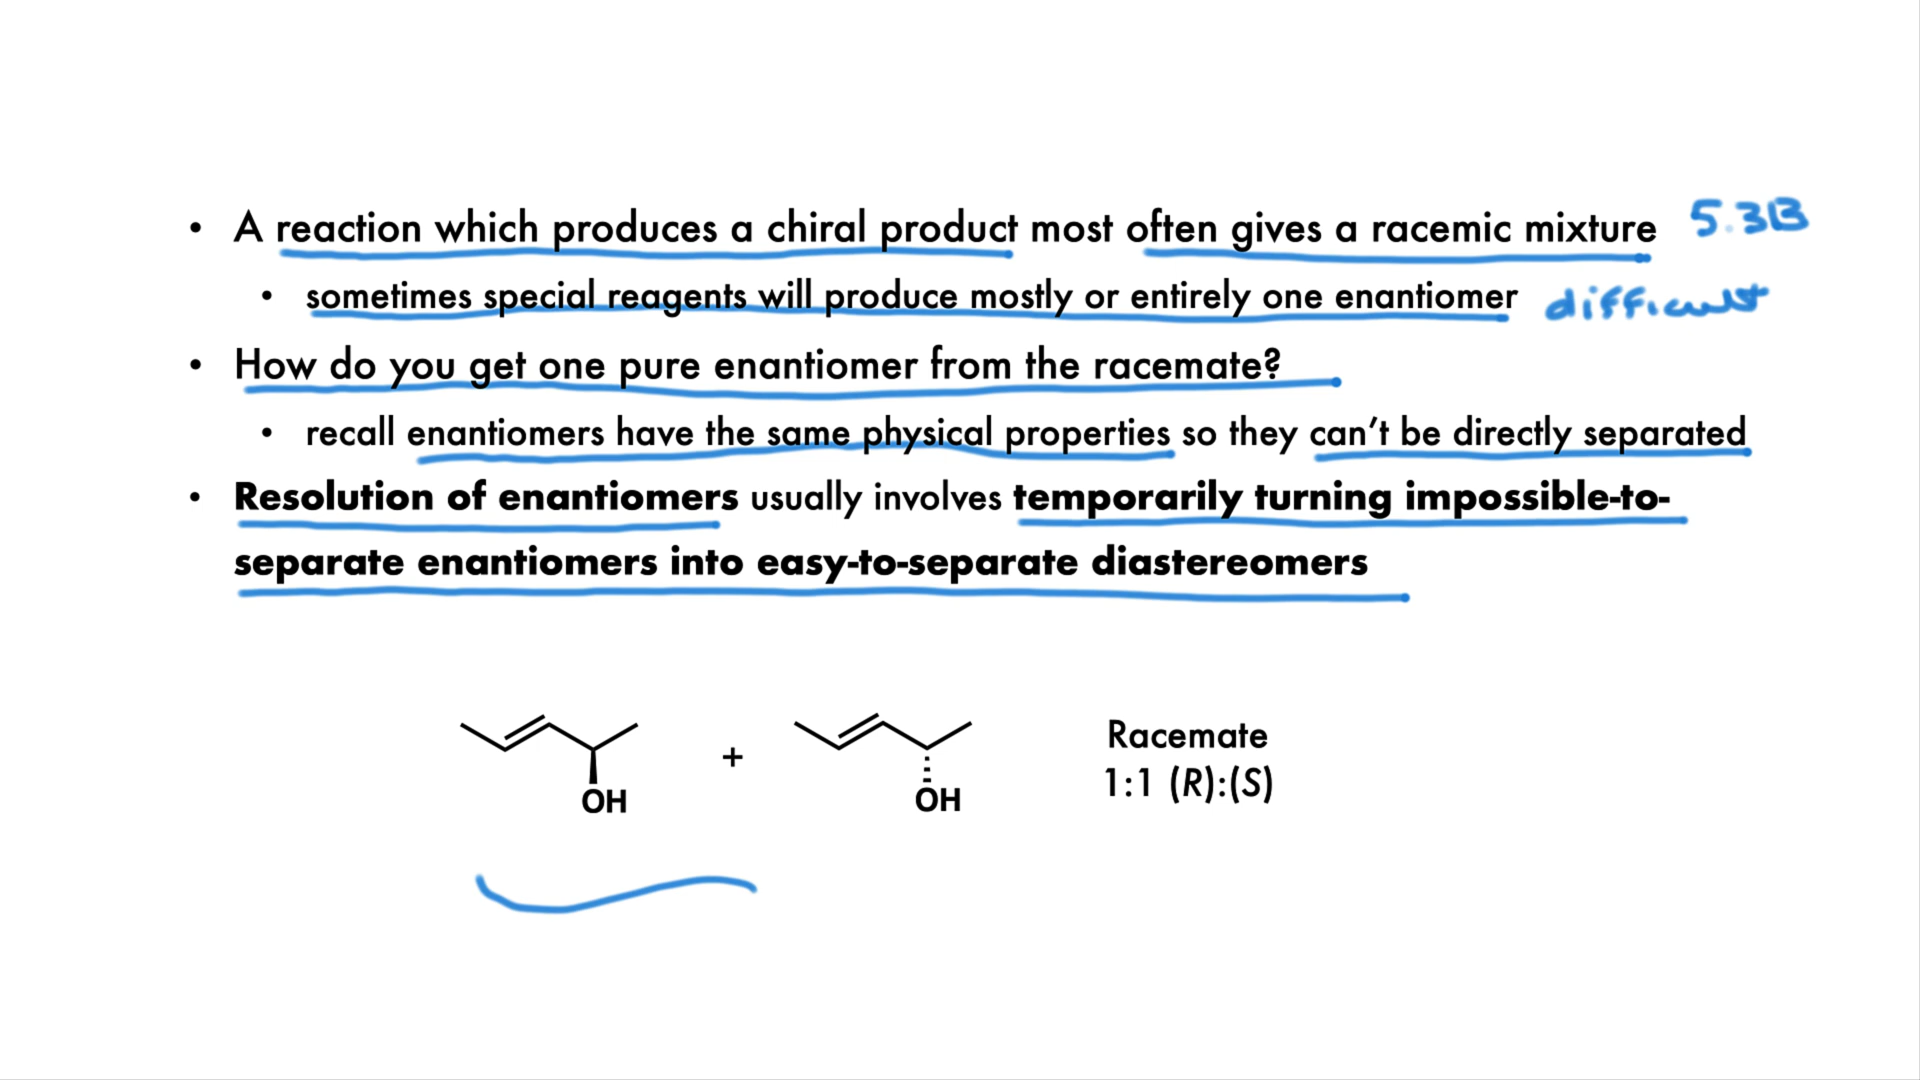 A reaction which produces a chiral product most often gives a racemic mixture 5.3B
sometimes special reagents will produce mostly or entirely one enantiomer difficult
How do you get one pure enantiomer from the racemate?
recall enantiomers have the same physical properties so they can't be directly separated
Resolution of enantiomers usually involves temporarily turning impossible-to-
separate enantiomers into easy-to-separate diastereomers
+
Racemate
1:1 (R):(S)
OH
OH